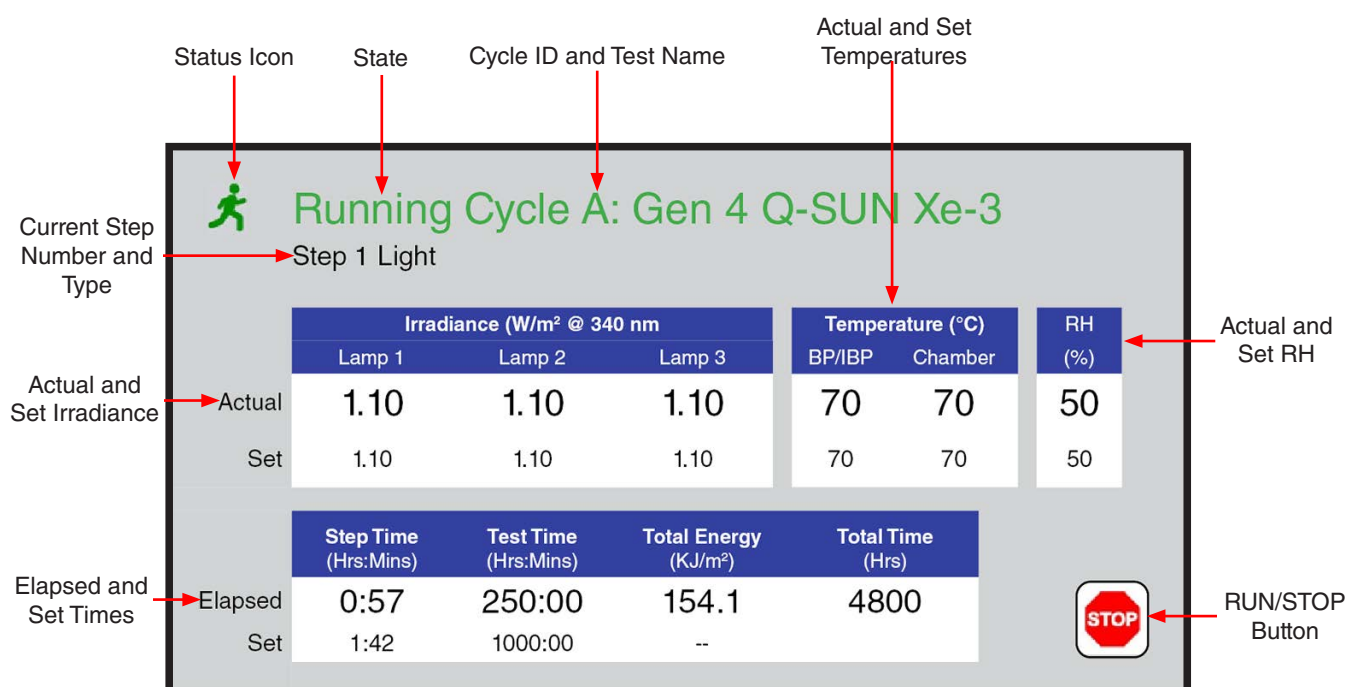 Actual and Set
Temperatures
Status Icon
State
Cycle ID and Test Name
Running Cycle A: Gen 4 Q-SUN Xe-3
Current Step
Number and
Type
Step 1 Light
Irradiance (W/m² @ 340 nm
Temperature (°C)
RH
Lamp 1 Lamp 2 Lamp 3 BP/IBP Chamber (%)
Actual and
Set RH
Actual and
Set Irradiance
Actual 1.10 1.10 1.10 70 70 50
Set 1.10 1.10 1.10 70 70 50
Step Time Test Time Total Energy Total Time
(Hrs:Mins) (Hrs:Mins) (KJ/m²) (Hrs)
Elapsed and
Set Times
Elapsed 0:57 250:00 154.1 4800
Set 1:42 1000:00 --
STOP
RUN/STOP
Button